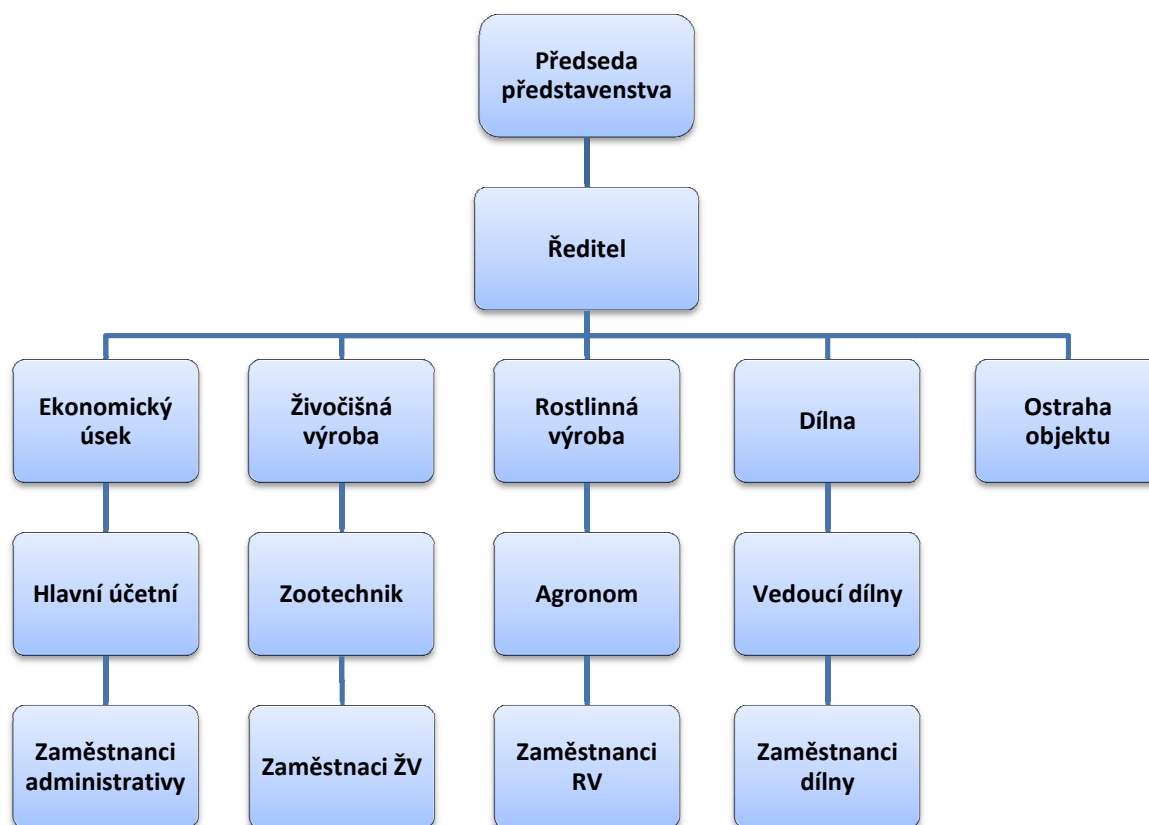 Předseda
představenstva
Ředitel
Ekonomický
úsek
Živočišná
výroba
Rostlinná
výroba
Dílna
Ostraha
objektu
Hlavní účetní
Zootechnik
Agronom
Vedoucí dílny
Zaměstnanci
administrativy
Zaměstnaci ŽV
Zaměstnanci
RV
Zaměstnanci
dílny